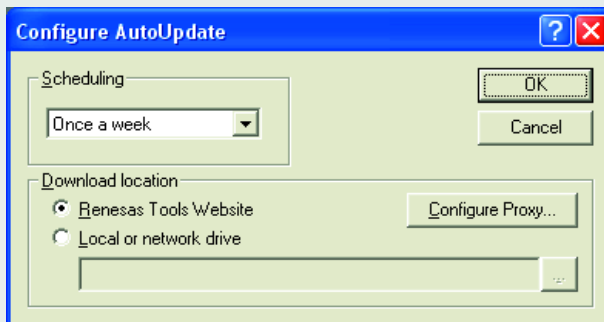 Configure AutoUpdate
?
Scheduling
OK
Once a week
Cancel
Download location
Renesas Tools Website
Configure Proxy...
Local or network drive
...